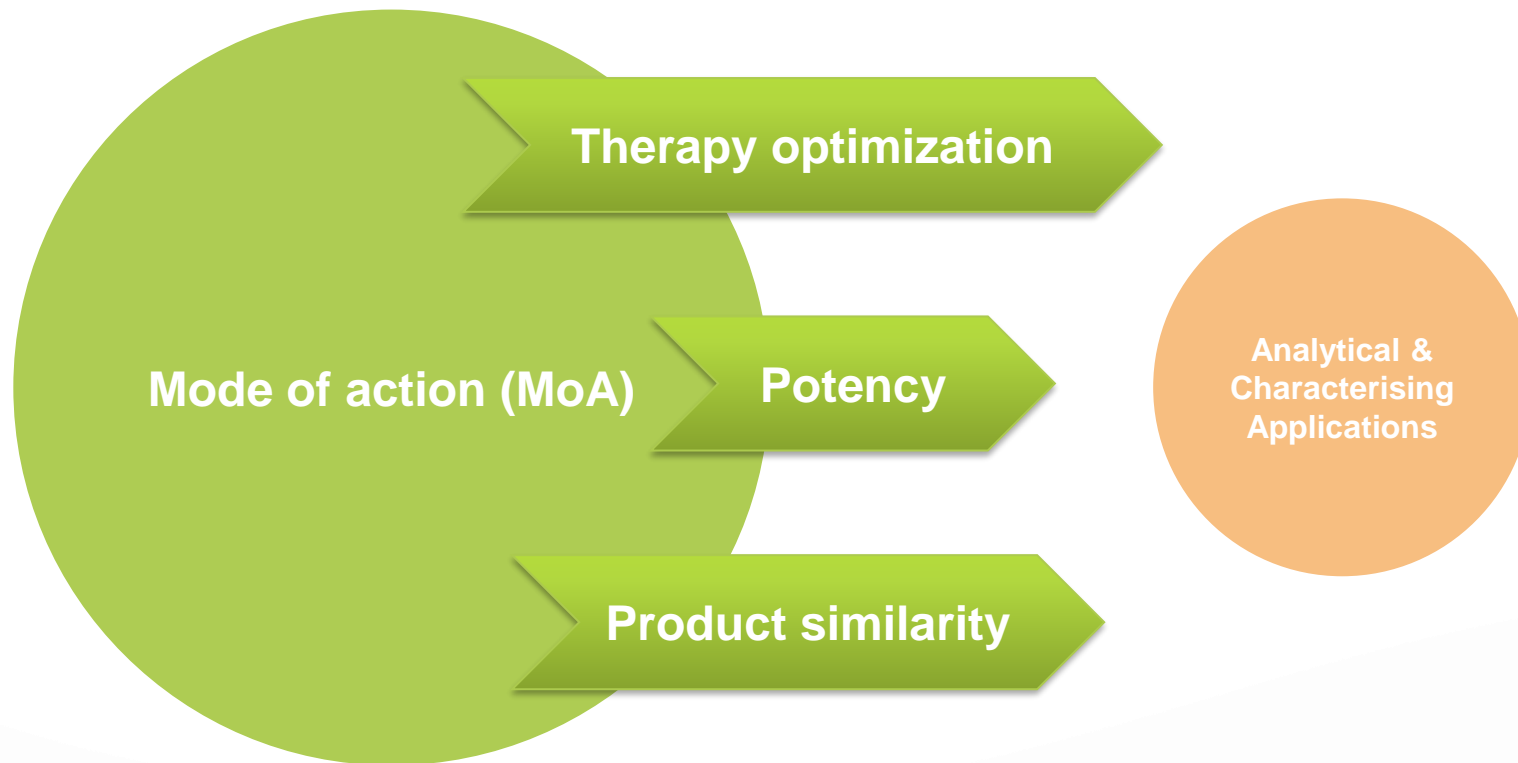 Therapy optimization
Mode of action (MoA)
Potency
Analytical &
Characterising
Applications
Product similarity